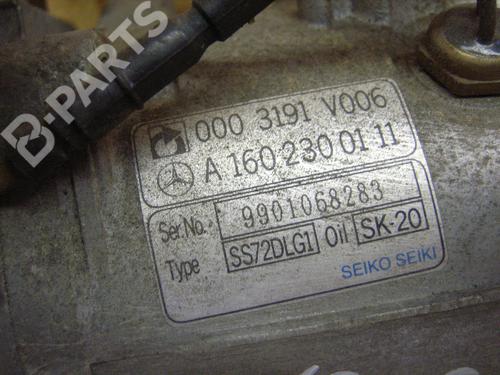 B-PARTS
000 3191 V006
A 160 230 01 11
Ser No.: 9901068283
Type SS72DLG1 Oil SK-20
SEIKO SEIKI